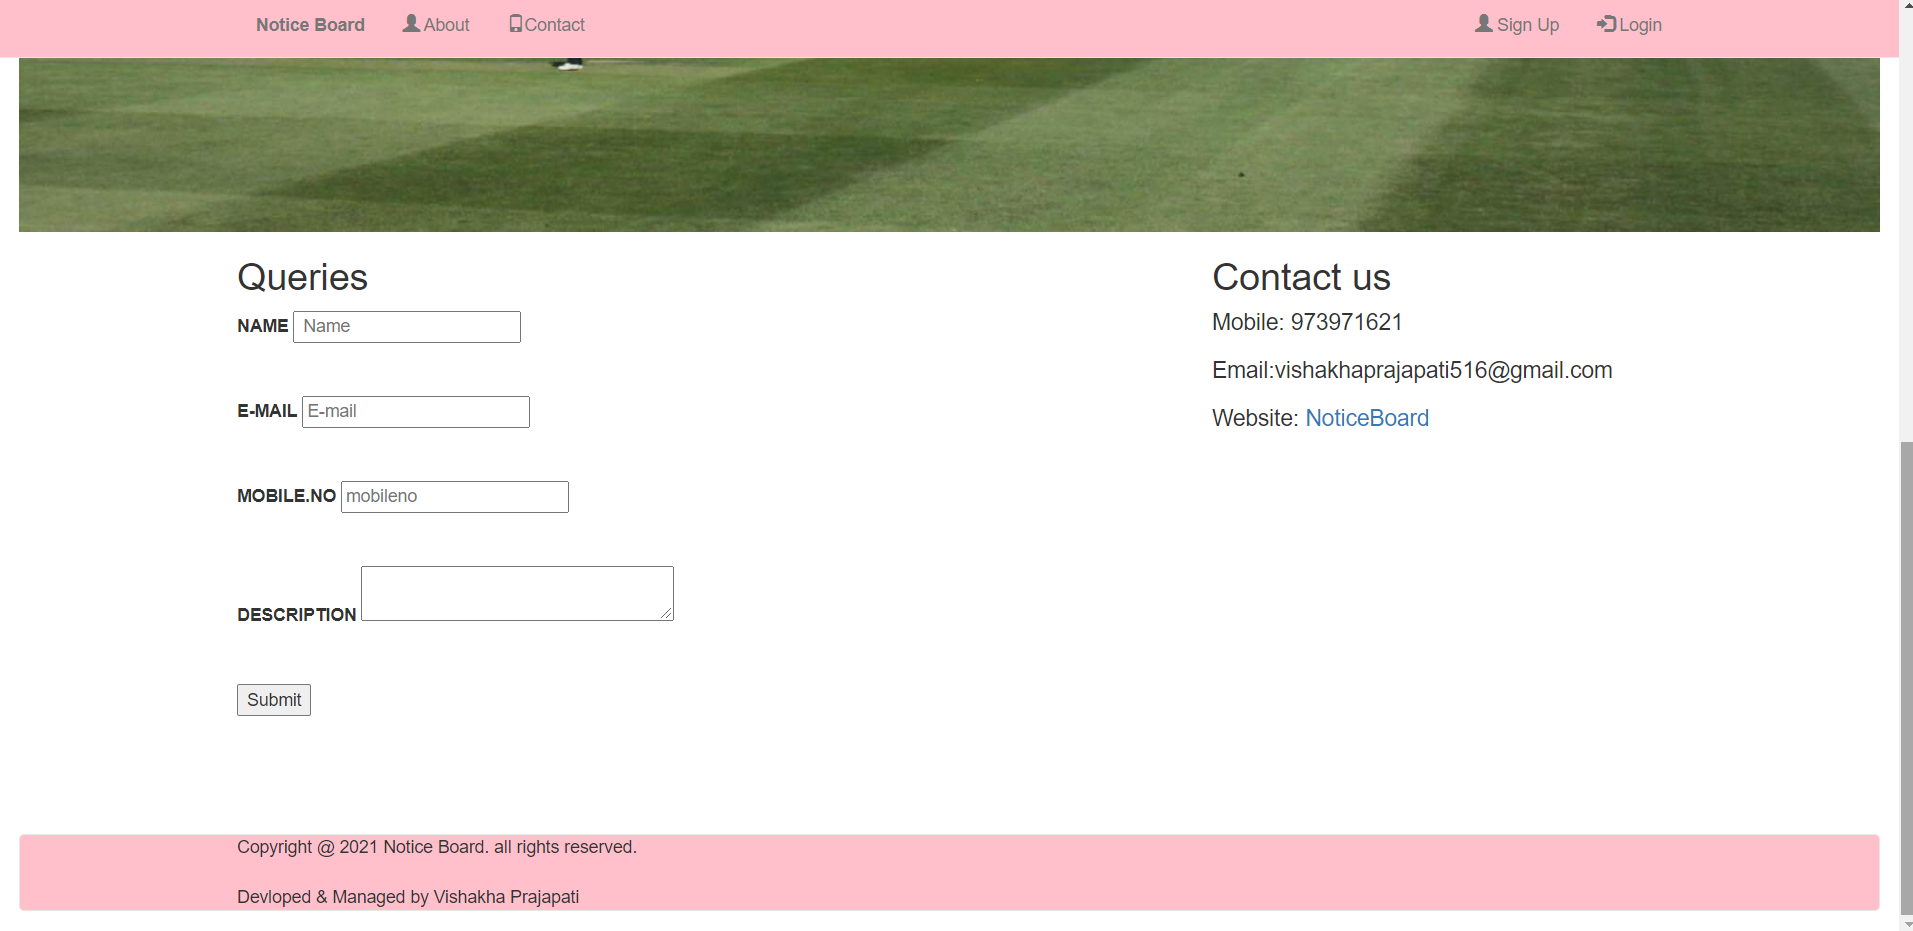 Notice Board About Contact Sign Up Login
Queries
NAME Name
E-MAIL E-mail
MOBILE.NO mobileno
DESCRIPTION
Submit
Contact us
Mobile: 973971621
Email:vishakhaprajapati516@gmail.com
Website: NoticeBoard
Copyright @ 2021 Notice Board. all rights reserved.
Devloped & Managed by Vishakha Prajapati